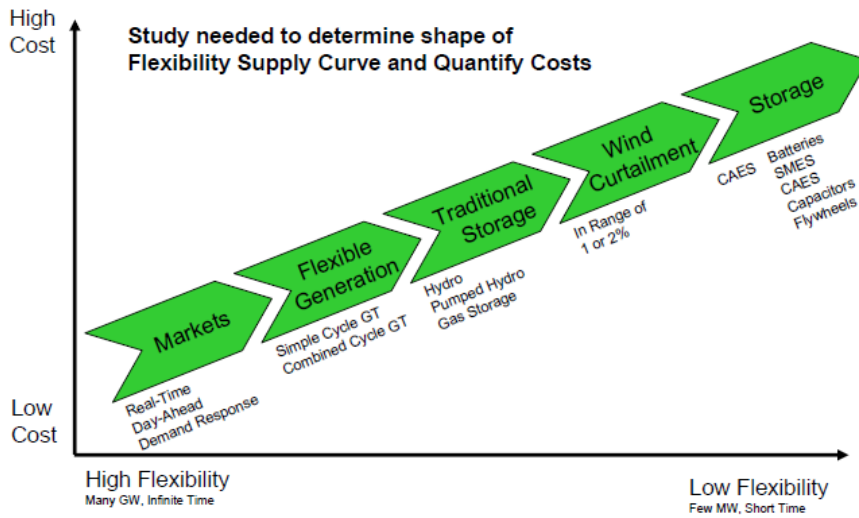 High
Cost
Study needed to determine shape of
Flexibility Supply Curve and Quantify Costs
Storage
CAES
Batteries
SMES
CAES
Capacitors
Flywheels
Wind
Curtailment
In Range of
1 or 2%
Traditional
Storage
Hydro
Pumped Hydro
Gas Storage
Flexible
Generation
Simple Cycle GT
Combined Cycle GT
Markets
Real-Time
Day-Ahead
Demand Response
Low
Cost
High Flexibility
Many GW, Infinite Time
Low Flexibility
Few MW, Short Time